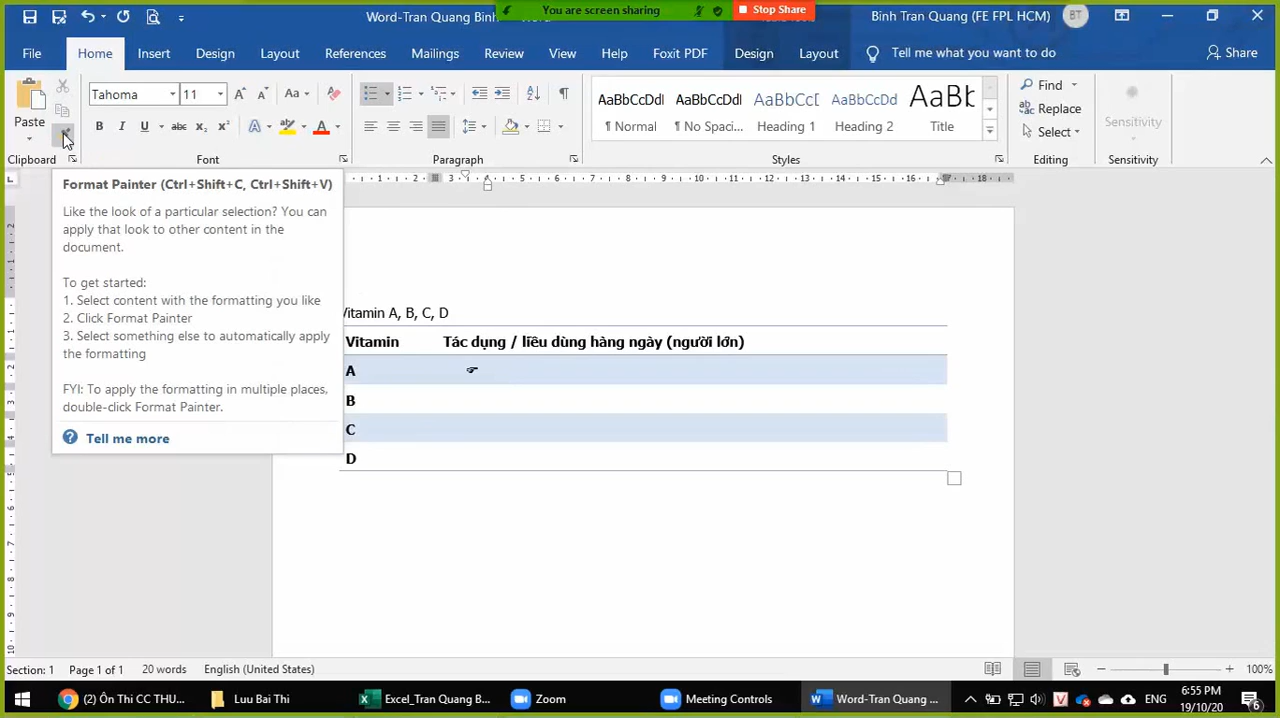 Word-Tran Quang Binh
You are screen sharing
Stop Share
Binh Tran Quang (FE FPL HCM)
BT
File
Home
Insert
Design
Layout
References
Mailings
Review
View
Help
Foxit PDF
Design
Layout
Tell me what you want to do
Share
Paste
Tahoma
11
AaBbCcDdI
AaBbCcDdI
AaBbCcD
AaBbCcDd
AaBbC
¶ Normal
¶ No Spaci...
Heading 1
Heading 2
Title
Find
Replace
Select
Sensitivity
Clipboard
Font
Paragraph
Styles
Editing
Sensitivity
Format Painter (Ctrl+Shift+C, Ctrl+Shift+V)
Like the look of a particular selection? You can
apply that look to other content in the
document.
To get started:
1. Select content with the formatting you like
2. Click Format Painter
3. Select something else to automatically apply
the formatting
FYI: To apply the formatting in multiple places,
double-click Format Painter.
Tell me more
Vitamin A, B, C, D
Vitamin
Tác dụng / liều dùng hàng ngày (người lớn)
A
B
C
D
Section: 1
Page 1 of 1
20 words
English (United States)
100%
(2) Ôn Thi CC THU...
Luu Bai Thi
Excel_Tran Quang B...
Zoom
Meeting Controls
Word-Tran Quang ...
ENG
6:55 PM
19/10/20
6